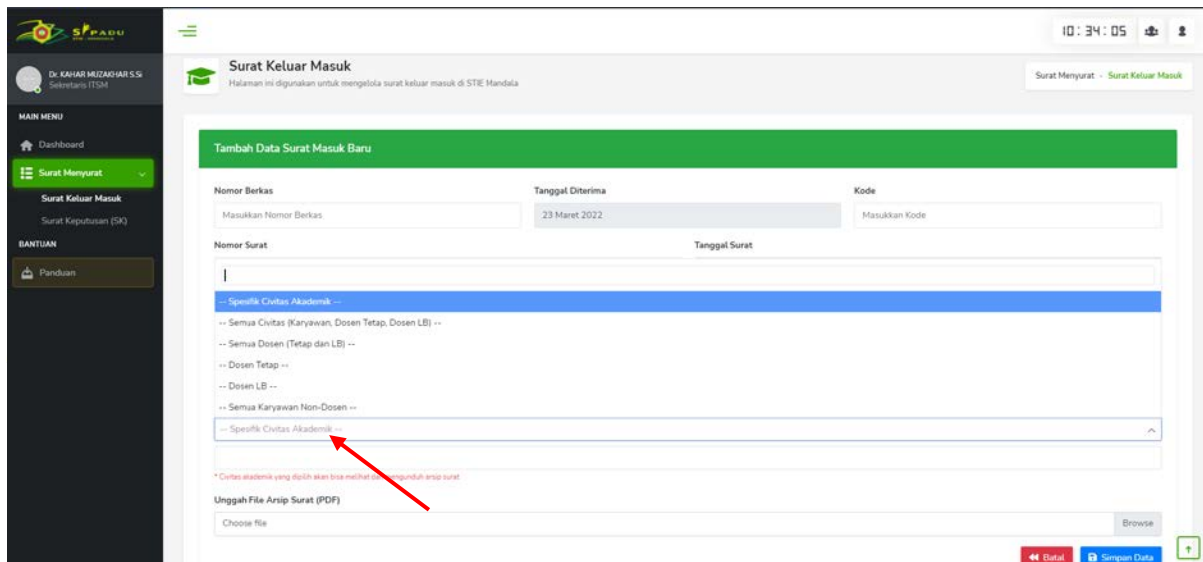 SIPADU
10:34:05
Dr. KAHAR MUZAKHAR S.Si
Sekretaris ITSM
Surat Keluar Masuk
Halaman ini digunakan untuk mengelola surat keluar masuk di STIE Mandala
Surat Menyurat - Surat Keluar Masuk
MAIN MENU
Dashboard
Surat Menyurat
Surat Keluar Masuk
Surat Keputusan (SK)
BANTUAN
Panduan
Tambah Data Surat Masuk Baru
Nomor Berkas
Tanggal Diterima
Kode
Masukkan Nomor Berkas
23 Maret 2022
Masukkan Kode
Nomor Surat
Tanggal Surat
-- Spesifik Civitas Akademik --
-- Semua Civitas (Karyawan, Dosen Tetap, Dosen LB) --
-- Semua Dosen (Tetap dan LB) --
-- Dosen Tetap --
-- Dosen LB --
-- Semua Karyawan Non-Dosen --
-- Spesifik Civitas Akademik --
* Civitas akademik yang dipilih akan bisa melihat dan mengunduh arsip surat
Unggah File Arsip Surat (PDF)
Choose file
Browse
Batal
Simpan Data